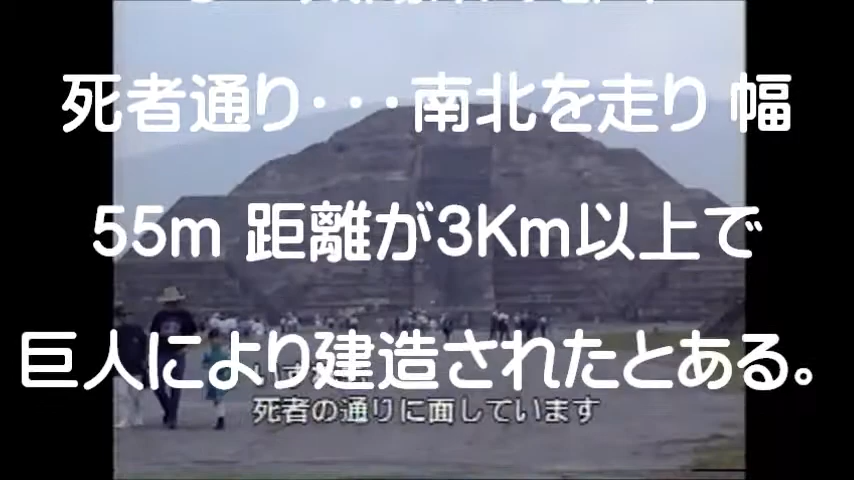 死者通り・・・南北を走り 幅
55m 距離が3Km以上で
巨人により建造されたとある。
死者の通りに面しています